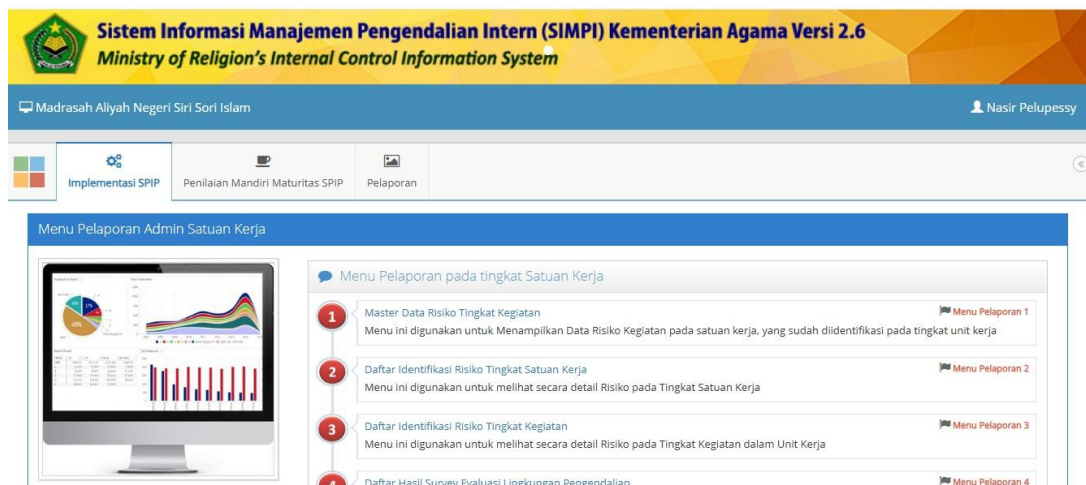 Sistem Informasi Manajemen Pengendalian Intern (SIMPI) Kementerian Agama Versi 2.6
Ministry of Religion's Internal Control Information System
Madrasah Aliyah Negeri Siri Sori Islam
Nasir Pelupessy
Implementasi SPIP
Penilaian Mandiri Maturitas SPIP
Pelaporan
Menu Pelaporan Admin Satuan Kerja
Menu Pelaporan pada tingkat Satuan Kerja
1
Master Data Risiko Tingkat Kegiatan
Menu Pelaporan 1
Menu ini digunakan untuk Menampilkan Data Risiko Kegiatan pada satuan kerja, yang sudah diidentifikasi pada tingkat unit kerja
2
Daftar Identifikasi Risiko Tingkat Satuan Kerja
Menu Pelaporan 2
Menu ini digunakan untuk melihat secara detail Risiko pada Tingkat Satuan Kerja
3
Daftar Identifikasi Risiko Tingkat Kegiatan
Menu Pelaporan 3
Menu ini digunakan untuk melihat secara detail Risiko pada Tingkat Kegiatan dalam Unit Kerja
4
Daftar Hasil Survey Evaluasi Lingkungan Pengendalian
Menu Pelaporan 4